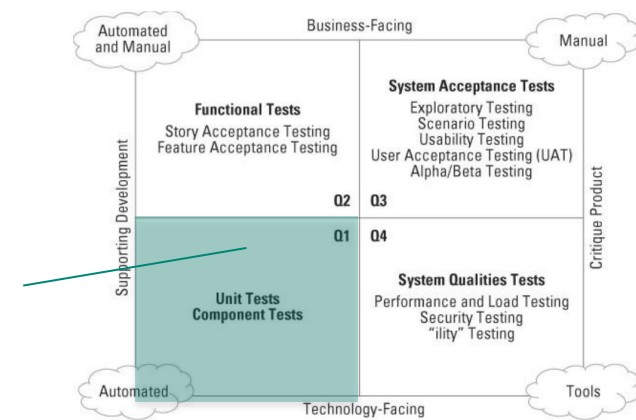 Automated
and Manual
Business-Facing
Manual
Functional Tests
Story Acceptance Testing
Feature Acceptance Testing
System Acceptance Tests
Exploratory Testing
Scenario Testing
Usability Testing
User Acceptance Testing (UAT)
Alpha/Beta Testing
Supporting Development
Q2
Q3
Critique Product
Q1
Q4
Unit Tests
Component Tests
System Qualities Tests
Performance and Load Testing
Security Testing
“ility” Testing
Automated
Technology-Facing
Tools